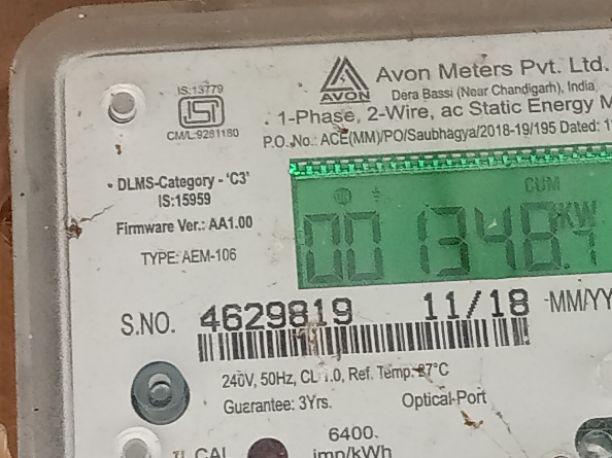 IS:13779
ISI
CM/L:9281180
AVON
Avon Meters Pvt. Ltd.
Dera Bassi (Near Chandigarh), India
1-Phase, 2-Wire, ac Static Energy M
P.O. No.: ACE(MM)/PO/Saubhagya/2018-19/195 Dated: 1
DLMS-Category - 'C3'
IS:15959
Firmware Ver.: AA1.00
TYPE: AEM-106
CUM
KW
001348.7
S.NO. 4629819 11/18 -MM/YY
240V, 50Hz, CL 1.0, Ref. Temp. 27°C
Guarantee: 3Yrs. Optical-Port
CAL
6400
imp/kWh